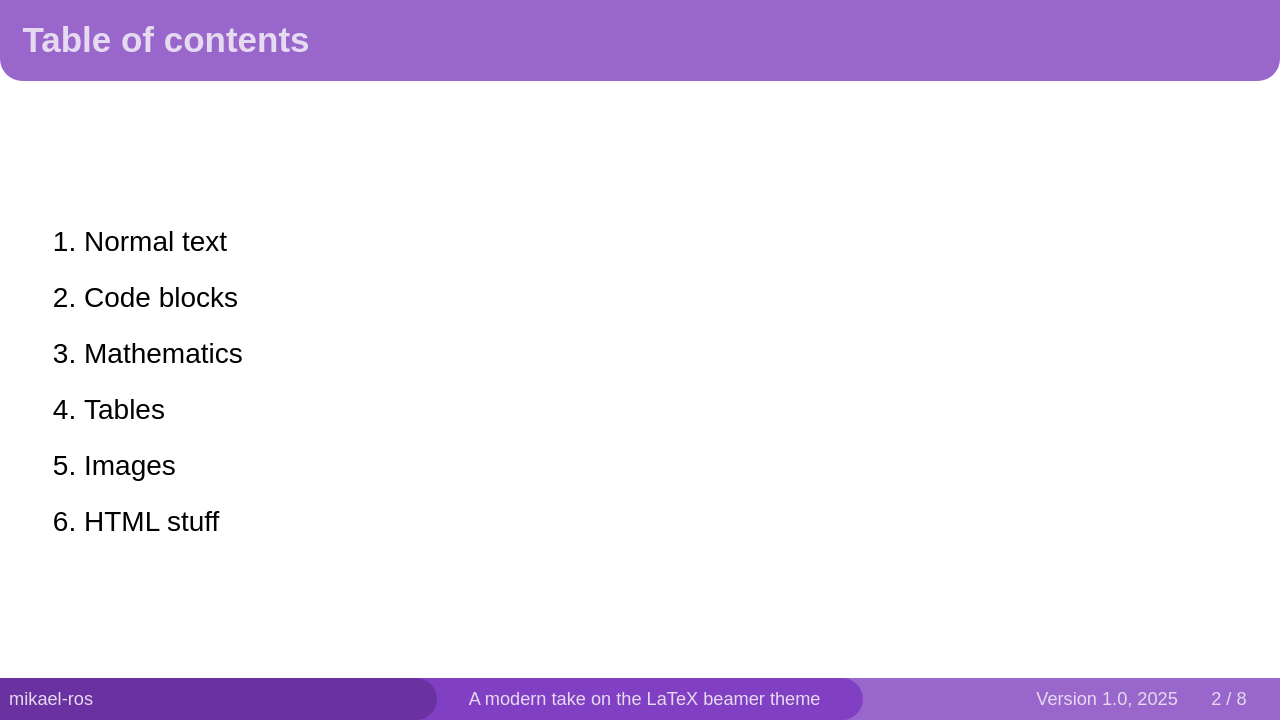 Table of contents
1. Normal text
2. Code blocks
3. Mathematics
4. Tables
5. Images
6. HTML stuff
mikael-ros A modern take on the LaTeX beamer theme Version 1.0, 2025 2 / 8